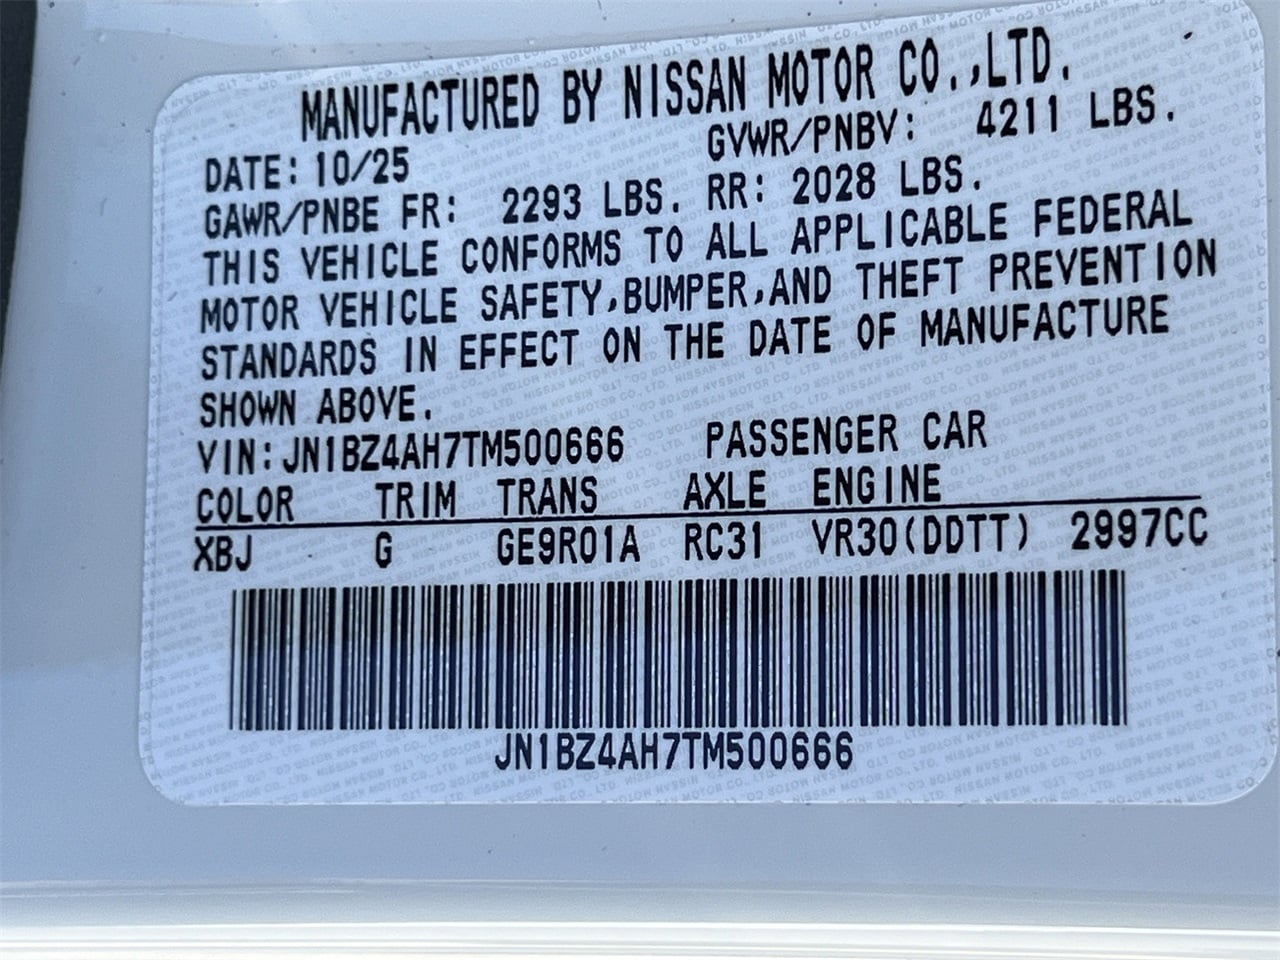 MANUFACTURED BY NISSAN MOTOR CO.,LTD.
DATE: 10/25 GVWR/PNBV: 4211 LBS.
GAWR/PNBE FR: 2293 LBS. RR: 2028 LBS.
THIS VEHICLE CONFORMS TO ALL APPLICABLE FEDERAL
MOTOR VEHICLE SAFETY,BUMPER,AND THEFT PREVENTION
STANDARDS IN EFFECT ON THE DATE OF MANUFACTURE
SHOWN ABOVE.
VIN:JN1BZ4AH7TM500666 PASSENGER CAR
COLOR TRIM TRANS AXLE ENGINE
XBJ G GE9R01A RC31 VR30(DDTT) 2997CC
JN1BZ4AH7TM500666